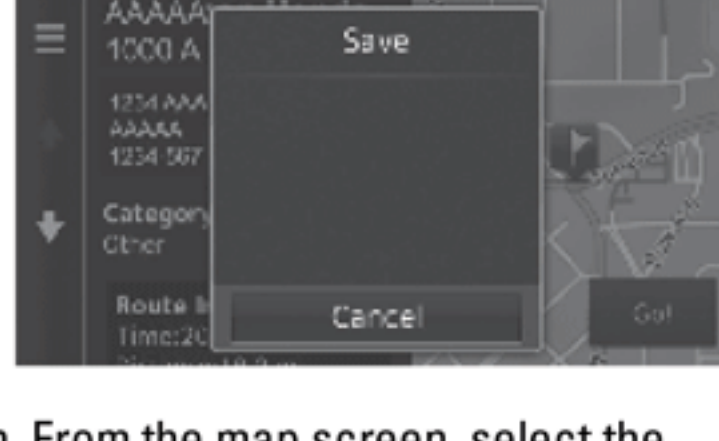 AAAAA
1000 A
Save
1234 AAA
AAAAA
1234 567
Category
Other
Route
Time:20
Cancel
Go!
From the map screen, select the